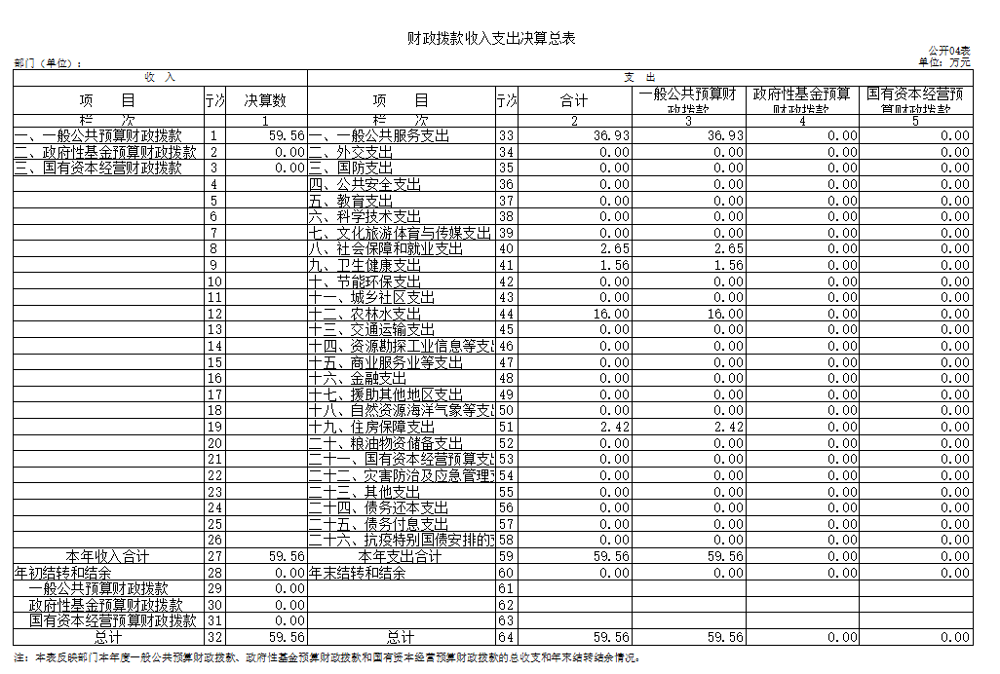 财政拨款收入支出决算总表
公开04表
部门（单位）： 单位：万元
收 入 支 出
项 目 行次 决算数 项 目 行次 合计 一般公共预算财政拨款 政府性基金预算财政拨款 国有资本经营预算财政拨款
栏 次 1 栏 次 2 3 4 5
一、一般公共预算财政拨款 1 59.56 一、一般公共服务支出 33 36.93 36.93 0.00 0.00
二、政府性基金预算财政拨款 2 0.00 二、外交支出 34 0.00 0.00 0.00 0.00
三、国有资本经营财政拨款 3 0.00 三、国防支出 35 0.00 0.00 0.00 0.00
4 四、公共安全支出 36 0.00 0.00 0.00 0.00
5 五、教育支出 37 0.00 0.00 0.00 0.00
6 六、科学技术支出 38 0.00 0.00 0.00 0.00
7 七、文化旅游体育与传媒支出 39 0.00 0.00 0.00 0.00
8 八、社会保障和就业支出 40 2.65 2.65 0.00 0.00
9 九、卫生健康支出 41 1.56 1.56 0.00 0.00
10 十、节能环保支出 42 0.00 0.00 0.00 0.00
11 十一、城乡社区支出 43 0.00 0.00 0.00 0.00
12 十二、农林水支出 44 16.00 16.00 0.00 0.00
13 十三、交通运输支出 45 0.00 0.00 0.00 0.00
14 十四、资源勘探工业信息等支出 46 0.00 0.00 0.00 0.00
15 十五、商业服务业等支出 47 0.00 0.00 0.00 0.00
16 十六、金融支出 48 0.00 0.00 0.00 0.00
17 十七、援助其他地区支出 49 0.00 0.00 0.00 0.00
18 十八、自然资源海洋气象等支出 50 0.00 0.00 0.00 0.00
19 十九、住房保障支出 51 2.42 2.42 0.00 0.00
20 二十、粮油物资储备支出 52 0.00 0.00 0.00 0.00
21 二十一、国有资本经营预算支出 53 0.00 0.00 0.00 0.00
22 二十二、灾害防治及应急管理支 54 0.00 0.00 0.00 0.00
23 二十三、其他支出 55 0.00 0.00 0.00 0.00
24 二十四、债务还本支出 56 0.00 0.00 0.00 0.00
25 二十五、债务付息支出 57 0.00 0.00 0.00 0.00
26 二十六、抗疫特别国债安排的支 58 0.00 0.00 0.00 0.00
本年收入合计 27 59.56 本年支出合计 59 59.56 59.56 0.00 0.00
年初结转和结余 28 0.00 年末结转和结余 60 0.00 0.00 0.00 0.00
一般公共预算财政拨款 29 0.00 61
政府性基金预算财政拨款 30 0.00 62
国有资本经营预算财政拨款 31 0.00 63
总计 32 59.56 总计 64 59.56 59.56 0.00 0.00
注：本表反映部门本年度一般公共预算财政拨款、政府性基金预算财政拨款和国有资本经营预算财政拨款的总收支和年末结转结余情况。